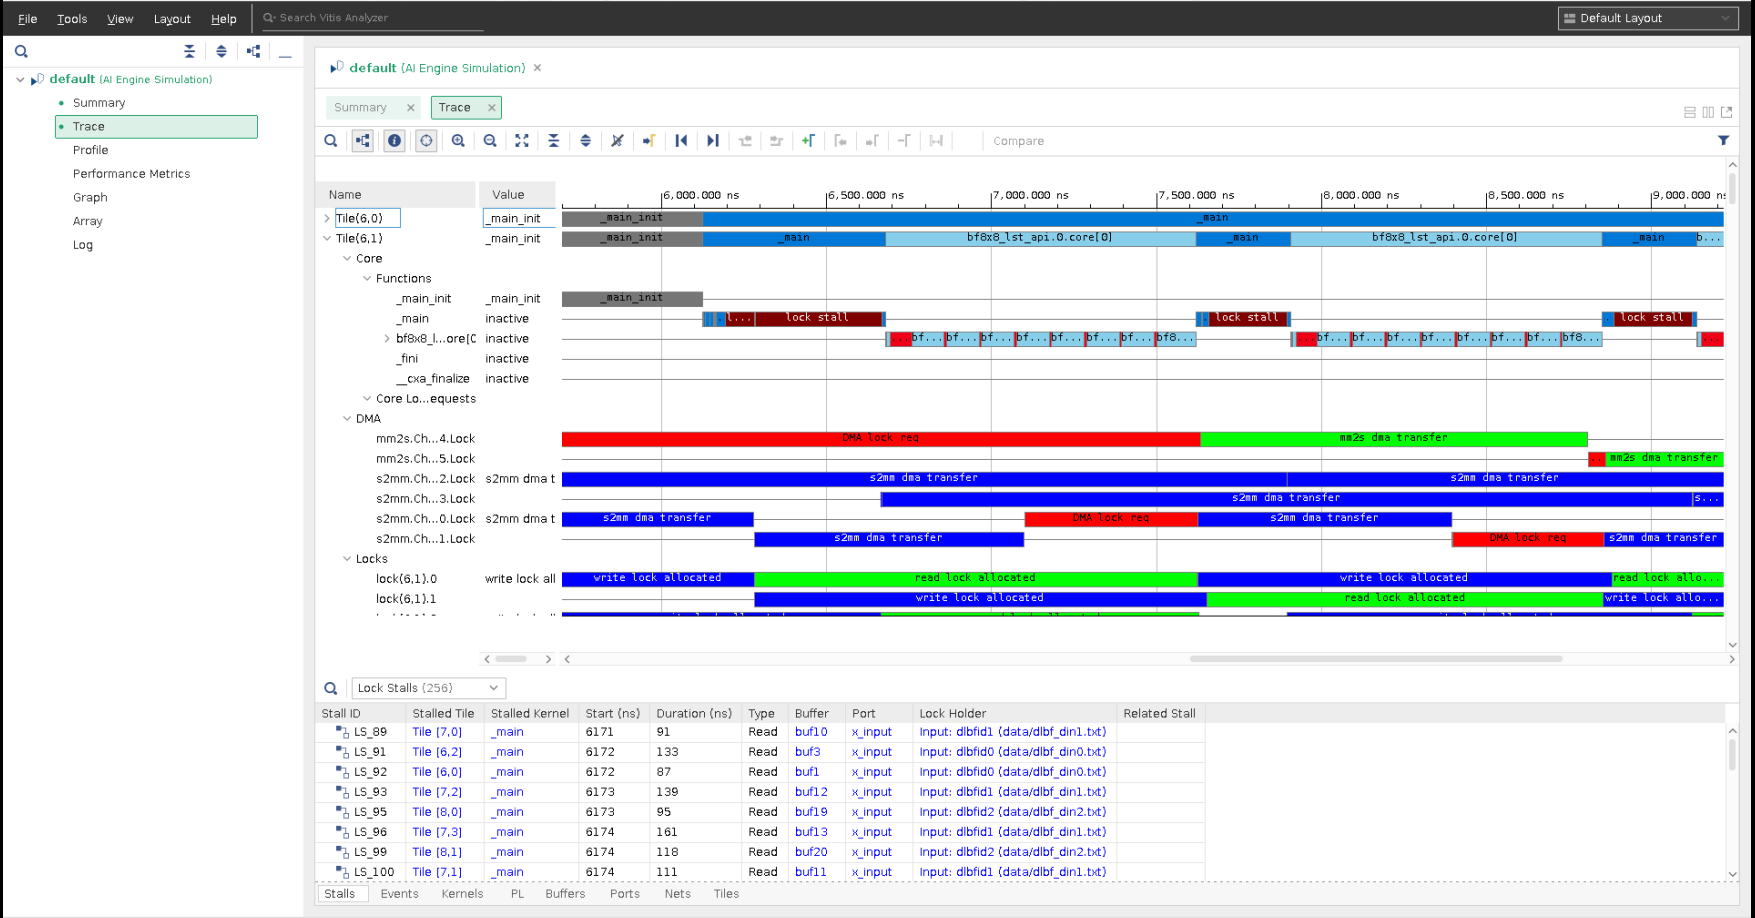 File Tools View Layout Help Search Vitis Analyzer Default Layout
default (AI Engine Simulation)
Summary
Trace
Profile
Performance Metrics
Graph
Array
Log
default (AI Engine Simulation)
Summary Trace
Compare
Name Value 6,000.000 ns 6,500.000 ns 7,000.000 ns 7,500.000 ns 8,000.000 ns 8,500.000 ns 9,000.000 n
Tile(6,0) _main_init _main_init _main
Tile(6,1) _main_init _main_init _main bf8x8_lst_api.0.core[0] _main bf8x8_lst_api.0.core[0] _main b...
Core
Functions
_main_init _main_init _main_init
_main inactive l... lock stall lock stall lock stall
bf8x8_l...ore[0 inactive ... bf... bf... bf... bf... bf... bf... bf... bf8... ... bf... bf... bf... bf... bf... bf... bf... bf8... ...
_fini inactive
__cxa_finalize inactive
Core Lo...equests
DMA
mm2s.Ch...4.Lock DMA lock req mm2s dma transfer
mm2s.Ch...5.Lock ... mm2s dma transfer
s2mm.Ch...2.Lock s2mm dma t s2mm dma transfer s2mm dma transfer
s2mm.Ch...3.Lock s2mm dma transfer s...
s2mm.Ch...0.Lock s2mm dma t s2mm dma transfer DMA lock req s2mm dma transfer
s2mm.Ch...1.Lock s2mm dma transfer DMA lock req s2mm dma transfer
Locks
lock(6,1).0 write lock all write lock allocated read lock allocated write lock allocated read lock allo...
lock(6,1).1 write lock allocated read lock allocated write lock allo...
Lock Stalls (256)
Stall ID Stalled Tile Stalled Kernel Start (ns) Duration (ns) Type Buffer Port Lock Holder Related Stall
LS_89 Tile [7,0] _main 6171 91 Read buf10 x_input Input: dlbfid1 (data/dlbf_din1.txt)
LS_91 Tile [6,2] _main 6172 133 Read buf3 x_input Input: dlbfid0 (data/dlbf_din0.txt)
LS_92 Tile [6,0] _main 6172 87 Read buf1 x_input Input: dlbfid0 (data/dlbf_din0.txt)
LS_93 Tile [7,2] _main 6173 139 Read buf12 x_input Input: dlbfid1 (data/dlbf_din1.txt)
LS_95 Tile [8,0] _main 6173 95 Read buf19 x_input Input: dlbfid2 (data/dlbf_din2.txt)
LS_96 Tile [7,3] _main 6174 161 Read buf13 x_input Input: dlbfid1 (data/dlbf_din1.txt)
LS_99 Tile [8,1] _main 6174 118 Read buf20 x_input Input: dlbfid2 (data/dlbf_din2.txt)
LS_100 Tile [7,1] _main 6174 111 Read buf11 x_input Input: dlbfid1 (data/dlbf_din1.txt)
Stalls Events Kernels PL Buffers Ports Nets Tiles